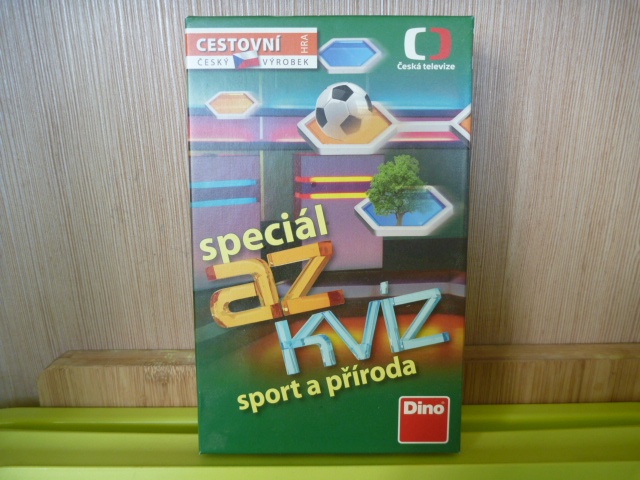 CESTOVNÍ
HRA
ČESKÝ VÝROBEK
Česká televize
speciál
az
kvíz
sport a příroda
Dino